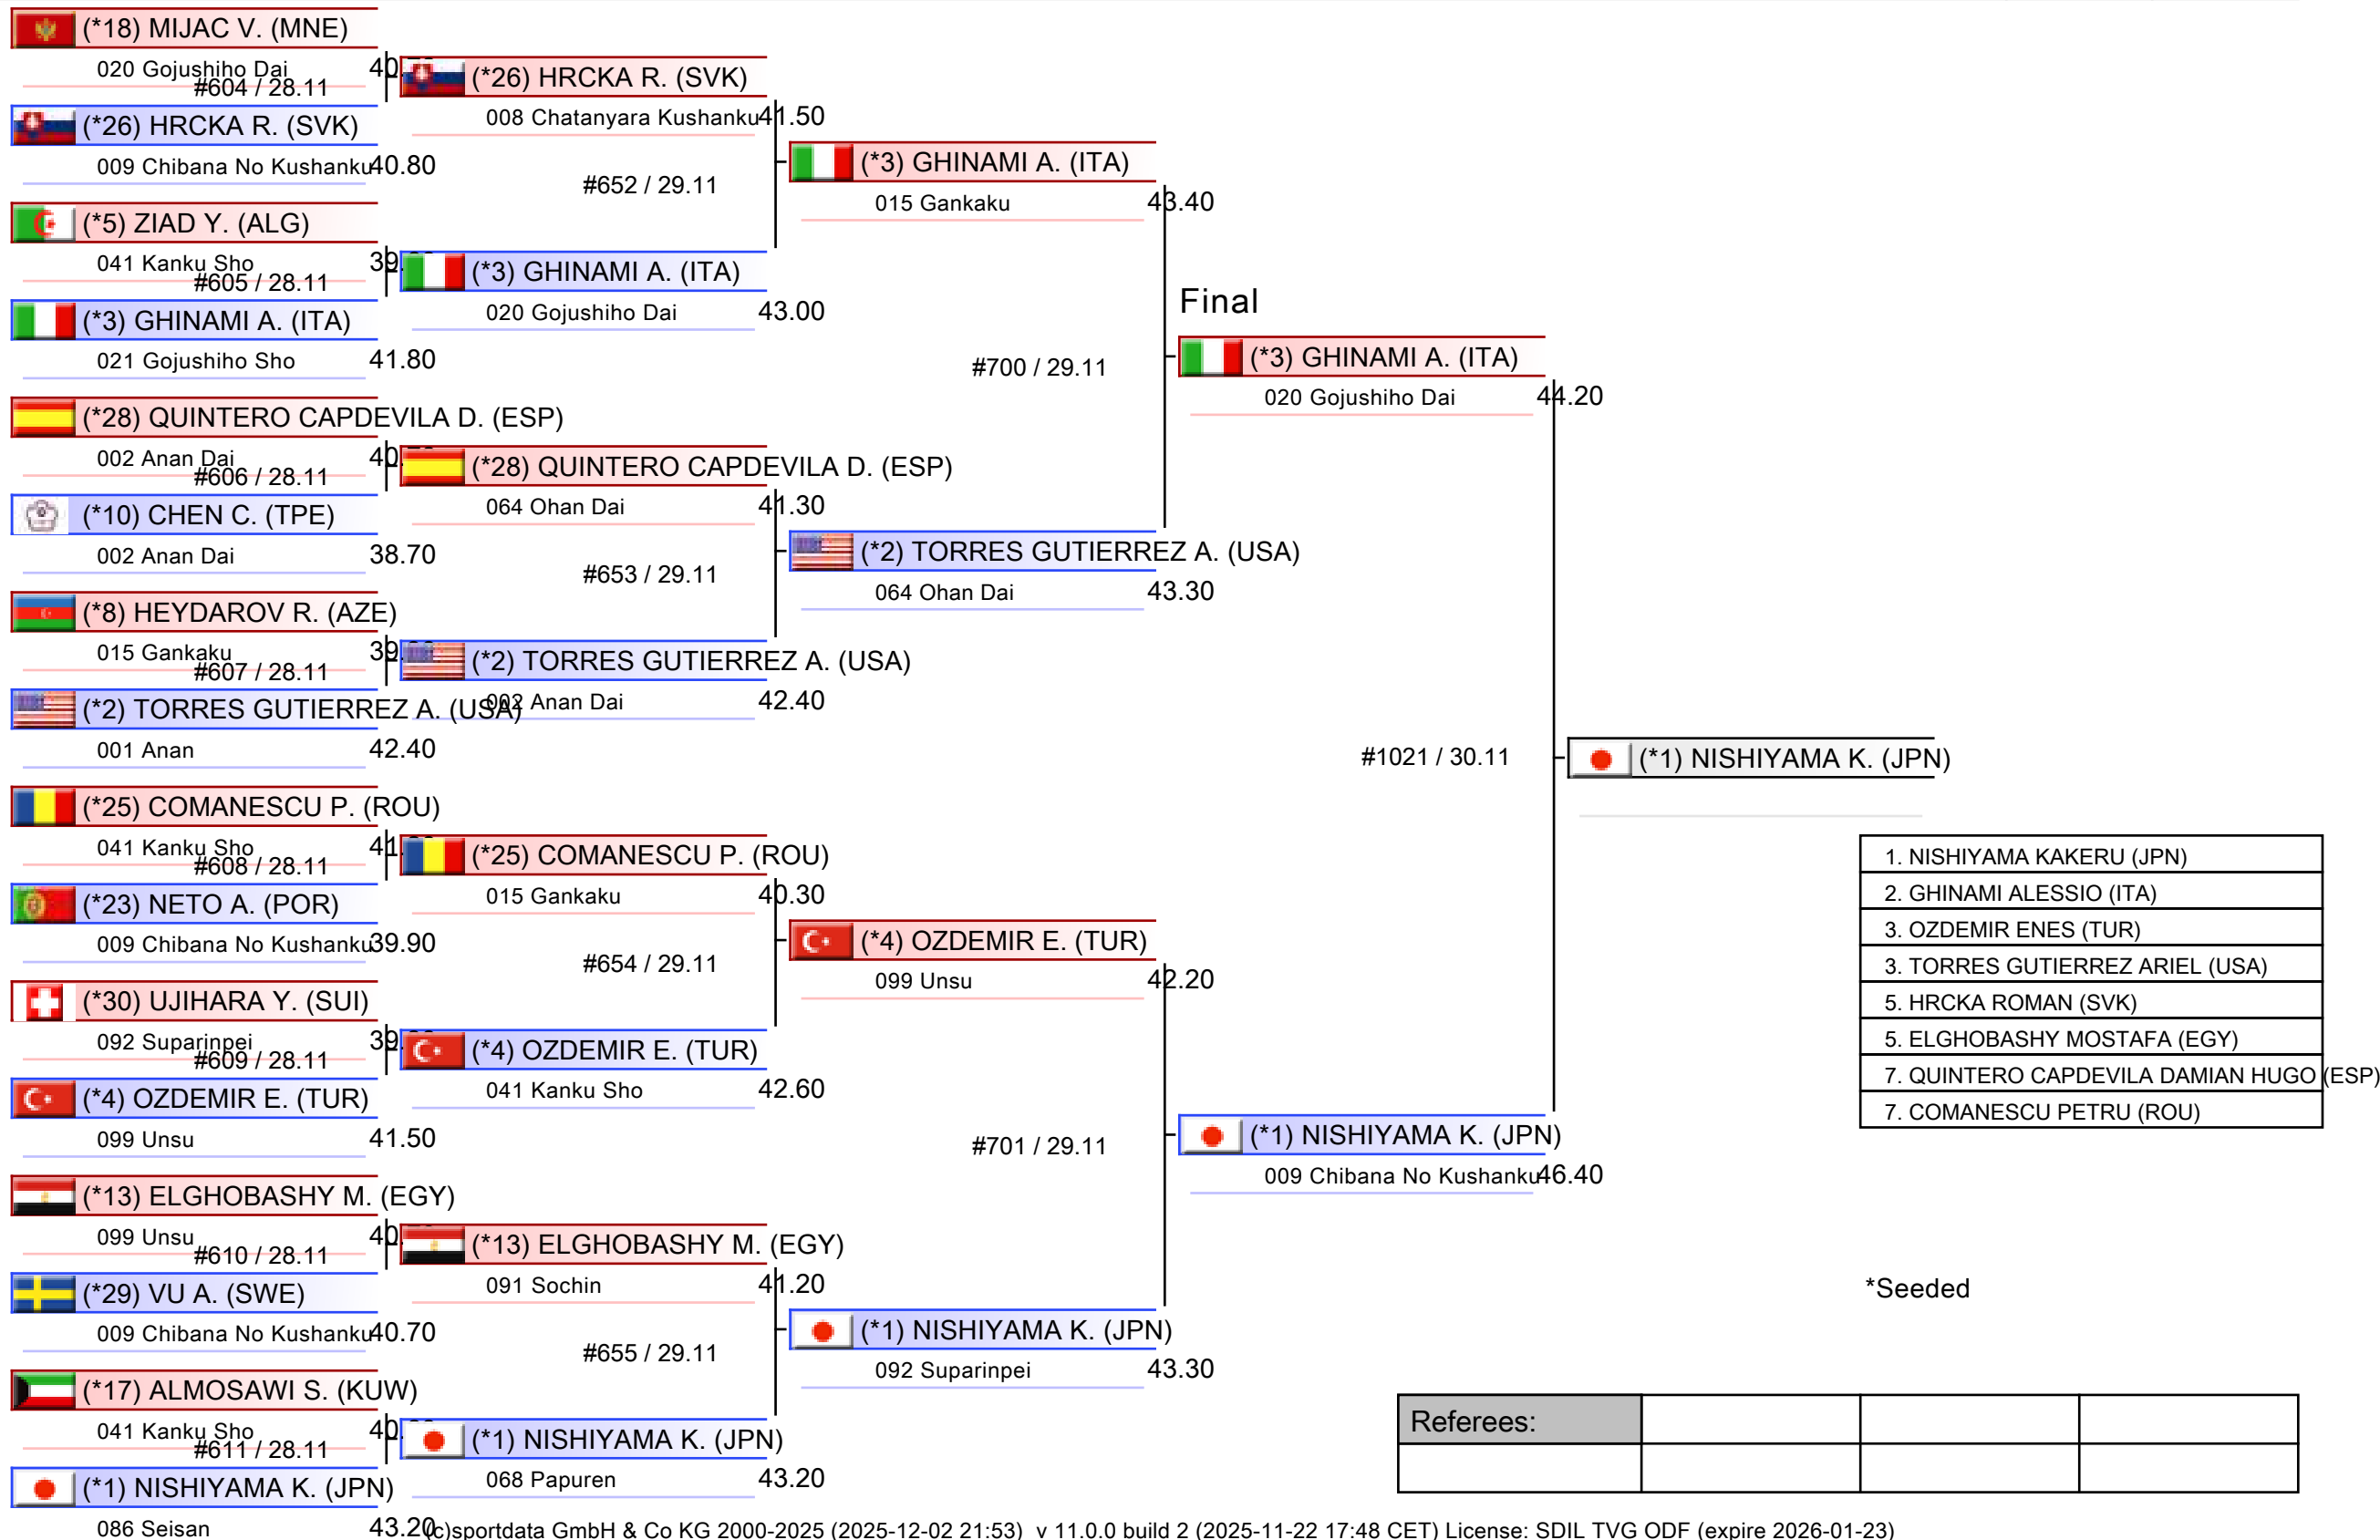 (*18) MIJAC V. (MNE)
020 Gojushiho Dai
#604 / 28.11
(*26) HRCKA R. (SVK)
009 Chibana No Kushanku 40.80
(*5) ZIAD Y. (ALG)
041 Kanku Sho
#605 / 28.11
(*3) GHINAMI A. (ITA)
021 Gojushiho Sho 41.80
(*28) QUINTERO CAPDEVILA D. (ESP)
002 Anan Dai
#606 / 28.11
(*10) CHEN C. (TPE)
002 Anan Dai 38.70
(*8) HEYDAROV R. (AZE)
015 Gankaku
#607 / 28.11
(*2) TORRES GUTIERREZ A. (USA)
001 Anan 42.40
(*25) COMANESCU P. (ROU)
041 Kanku Sho
#608 / 28.11
(*23) NETO A. (POR)
009 Chibana No Kushanku 39.90
(*30) UJIHARA Y. (SUI)
092 Suparinpei
#609 / 28.11
(*4) OZDEMIR E. (TUR)
099 Unsu 41.50
(*13) ELGHOBASHY M. (EGY)
099 Unsu
#610 / 28.11
(*29) VU A. (SWE)
009 Chibana No Kushanku 40.70
(*17) ALMOSAWI S. (KUW)
041 Kanku Sho
#611 / 28.11
(*1) NISHIYAMA K. (JPN)
086 Seisan 43.20
(*26) HRCKA R. (SVK)
008 Chatanyara Kushanku 41.50
#652 / 29.11
(*3) GHINAMI A. (ITA)
020 Gojushiho Dai 43.00
(*28) QUINTERO CAPDEVILA D. (ESP)
064 Ohan Dai 41.30
#653 / 29.11
(*2) TORRES GUTIERREZ A. (USA)
002 Anan Dai 42.40
(*25) COMANESCU P. (ROU)
015 Gankaku 40.30
#654 / 29.11
(*4) OZDEMIR E. (TUR)
041 Kanku Sho 42.60
(*13) ELGHOBASHY M. (EGY)
091 Sochin 41.20
#655 / 29.11
(*1) NISHIYAMA K. (JPN)
068 Papuren 43.20
(*3) GHINAMI A. (ITA)
015 Gankaku 43.40
#700 / 29.11
(*2) TORRES GUTIERREZ A. (USA)
064 Ohan Dai 43.30
(*4) OZDEMIR E. (TUR)
099 Unsu 42.20
#701 / 29.11
(*1) NISHIYAMA K. (JPN)
092 Suparinpei 43.30
Final
(*3) GHINAMI A. (ITA)
020 Gojushiho Dai 44.20
#1021 / 30.11
(*1) NISHIYAMA K. (JPN)
009 Chibana No Kushanku 46.40
(*1) NISHIYAMA K. (JPN)
1. NISHIYAMA KAKERU (JPN)
2. GHINAMI ALESSIO (ITA)
3. OZDEMIR ENES (TUR)
3. TORRES GUTIERREZ ARIEL (USA)
5. HRCKA ROMAN (SVK)
5. ELGHOBASHY MOSTAFA (EGY)
7. QUINTERO CAPDEVILA DAMIAN HUGO (ESP)
7. COMANESCU PETRU (ROU)
*Seeded
Referees:
(c)sportdata GmbH & Co KG 2000-2025 (2025-12-02 21:53) v 11.0.0 build 2 (2025-11-22 17:48 CET) License: SDIL TVG ODF (expire 2026-01-23)